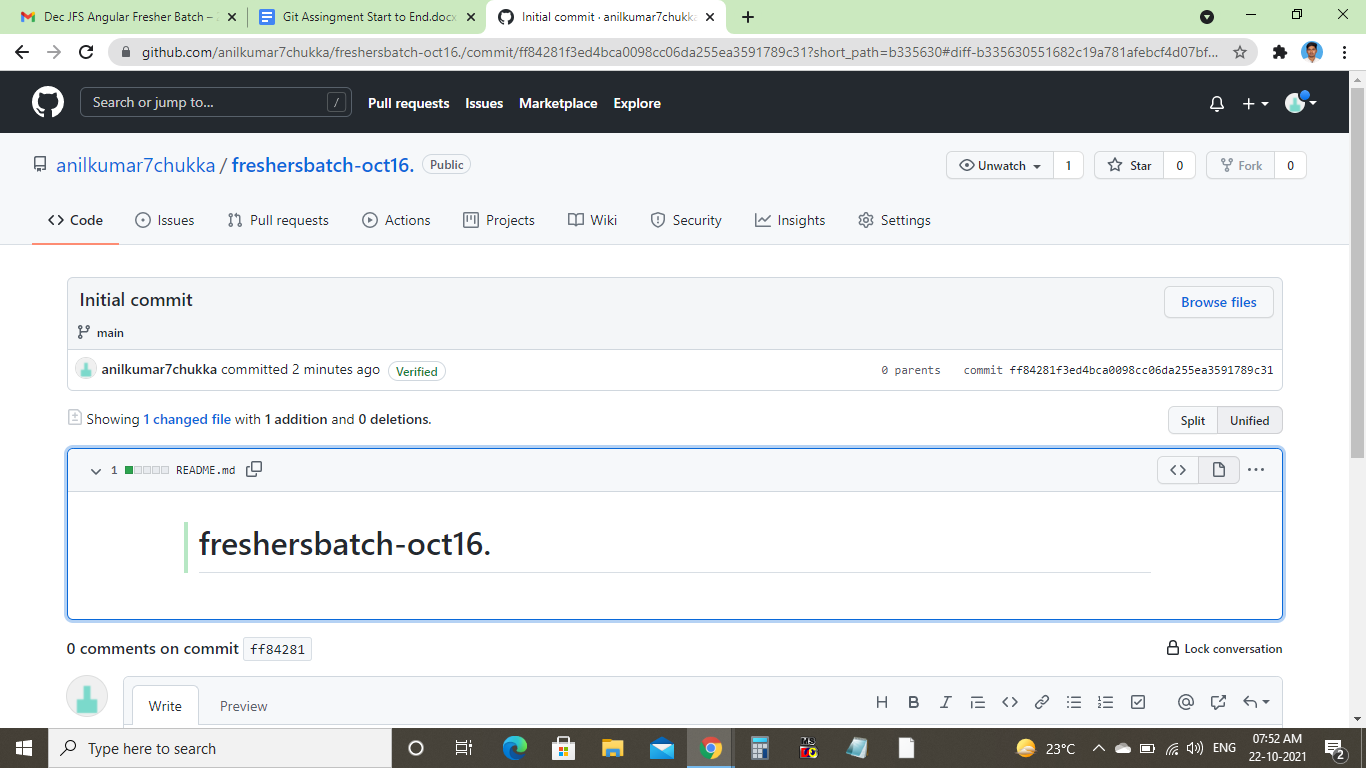 Dec JFS Angular Fresher Batch –
Git Assingment Start to End.docx
Initial commit · anilkumar7chukka
github.com/anilkumar7chukka/freshersbatch-oct16./commit/ff84281f3ed4bca0098cc06da255ea3591789c31?short_path=b335630#diff-b335630551682c19a781afebcf4d07bf...
Search or jump to... /
Pull requests Issues Marketplace Explore
anilkumar7chukka / freshersbatch-oct16. Public
Unwatch 1 Star 0 Fork 0
Code Issues Pull requests Actions Projects Wiki Security Insights Settings
Initial commit
Browse files
main
anilkumar7chukka committed 2 minutes ago Verified
0 parents commit ff84281f3ed4bca0098cc06da255ea3591789c31
Showing 1 changed file with 1 addition and 0 deletions.
Split Unified
1 README.md
freshersbatch-oct16.
0 comments on commit ff84281
Lock conversation
Write Preview
Type here to search
23°C
ENG
07:52 AM
22-10-2021
2